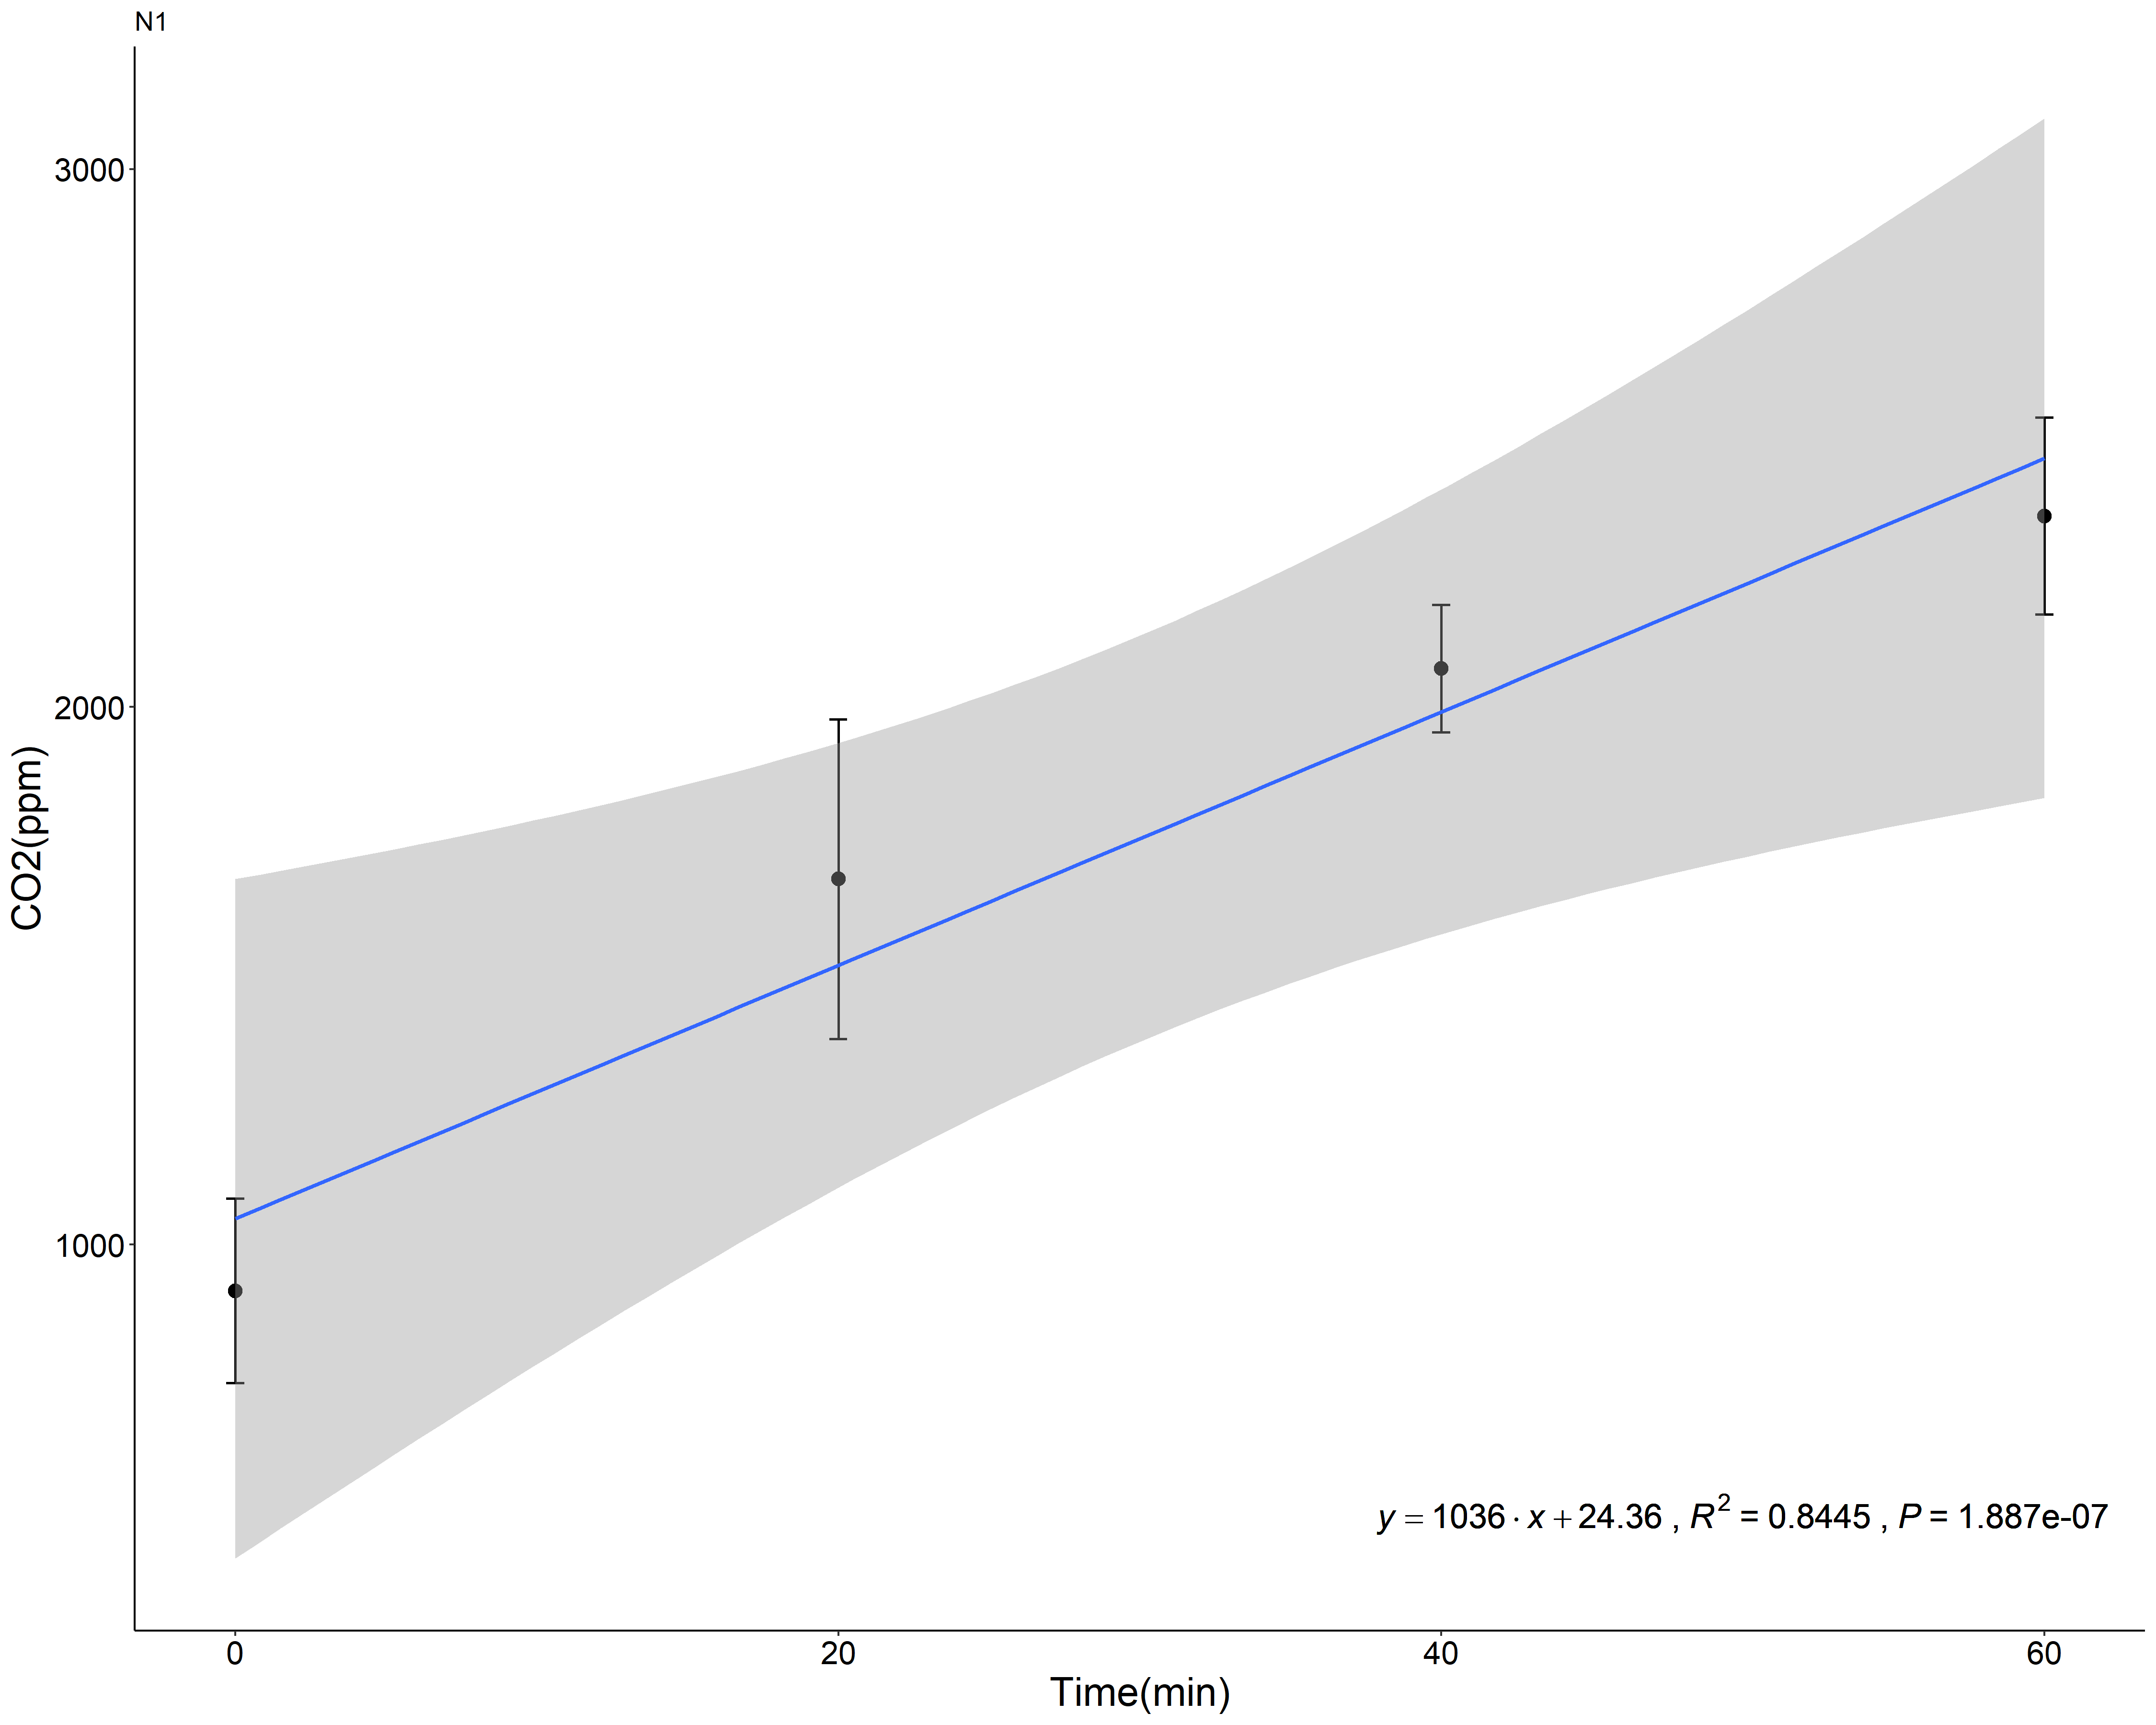 N1
3000
2000
1000
CO2(ppm)
y = 1036 · x + 24.36 , R² = 0.8445 , P = 1.887e-07
0 20 40 60
Time(min)